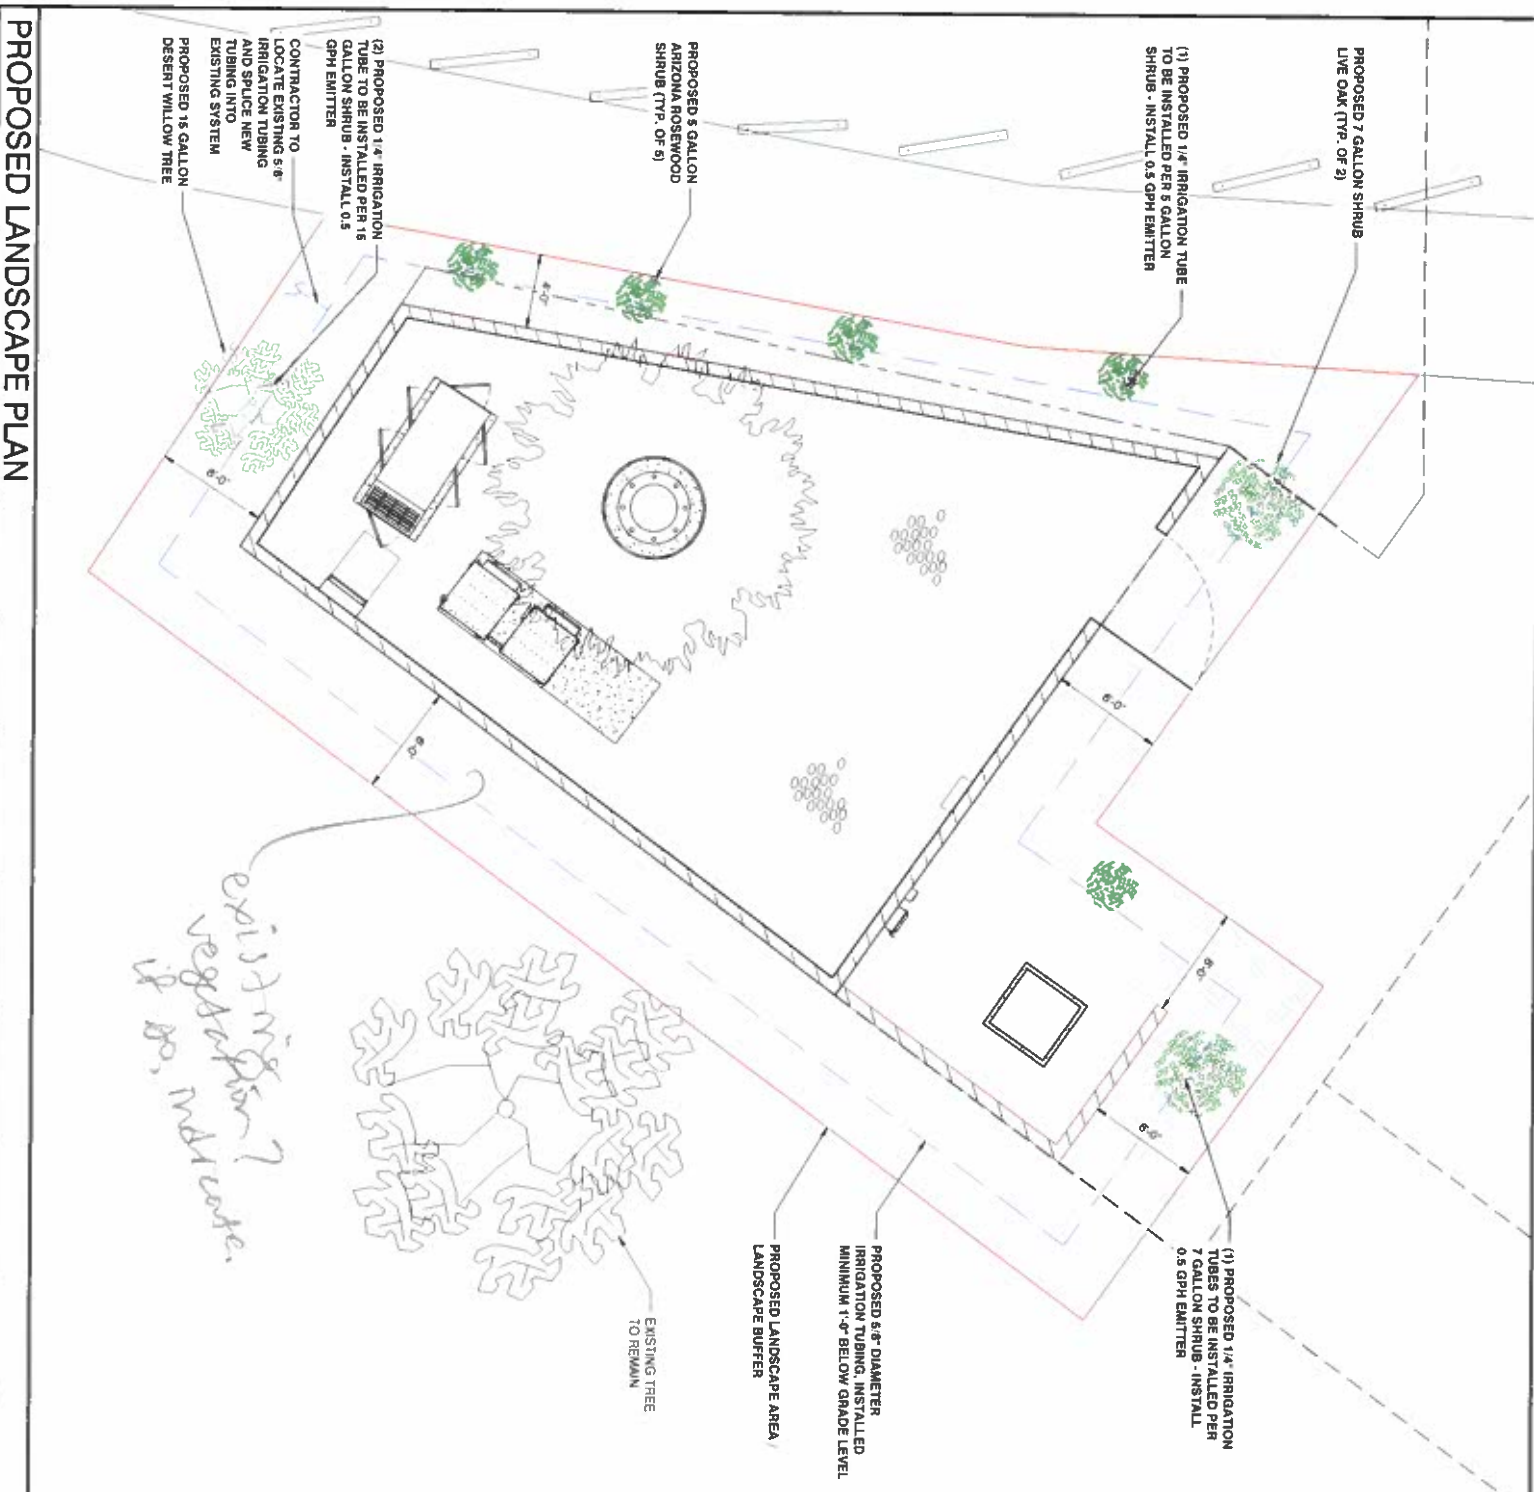 PROPOSED LANDSCAPE PLAN
PROPOSED 7 GALLON SHRUB
LIVE OAK (TYP. OF 2)
(1) PROPOSED 1/4" IRRIGATION TUBE
TO BE INSTALLED PER 5 GALLON
SHRUB - INSTALL 0.5 GPH EMITTER
PROPOSED 5 GALLON
ARIZONA ROSEWOOD
SHRUB (TYP. OF 5)
(2) PROPOSED 1/4" IRRIGATION
TUBE TO BE INSTALLED PER 15
GALLON SHRUB - INSTALL 0.5
GPH EMITTER
CONTRACTOR TO
LOCATE EXISTING 5/8"
IRRIGATION TUBING
AND SPLICE NEW
TUBING INTO
EXISTING SYSTEM
PROPOSED 15 GALLON
DESERT WILLOW TREE
4'-0"
6'-0"
6'-0"
6'-0"
6'-0"
(1) PROPOSED 1/4" IRRIGATION
TUBES TO BE INSTALLED PER
7 GALLON SHRUB - INSTALL
0.5 GPH EMITTER
PROPOSED 5/8" DIAMETER
IRRIGATION TUBING, INSTALLED
MINIMUM 1'-0" BELOW GRADE LEVEL
PROPOSED LANDSCAPE AREA /
LANDSCAPE BUFFER
EXISTING TREE
TO REMAIN
existing
vegetation?
if so, indicate.